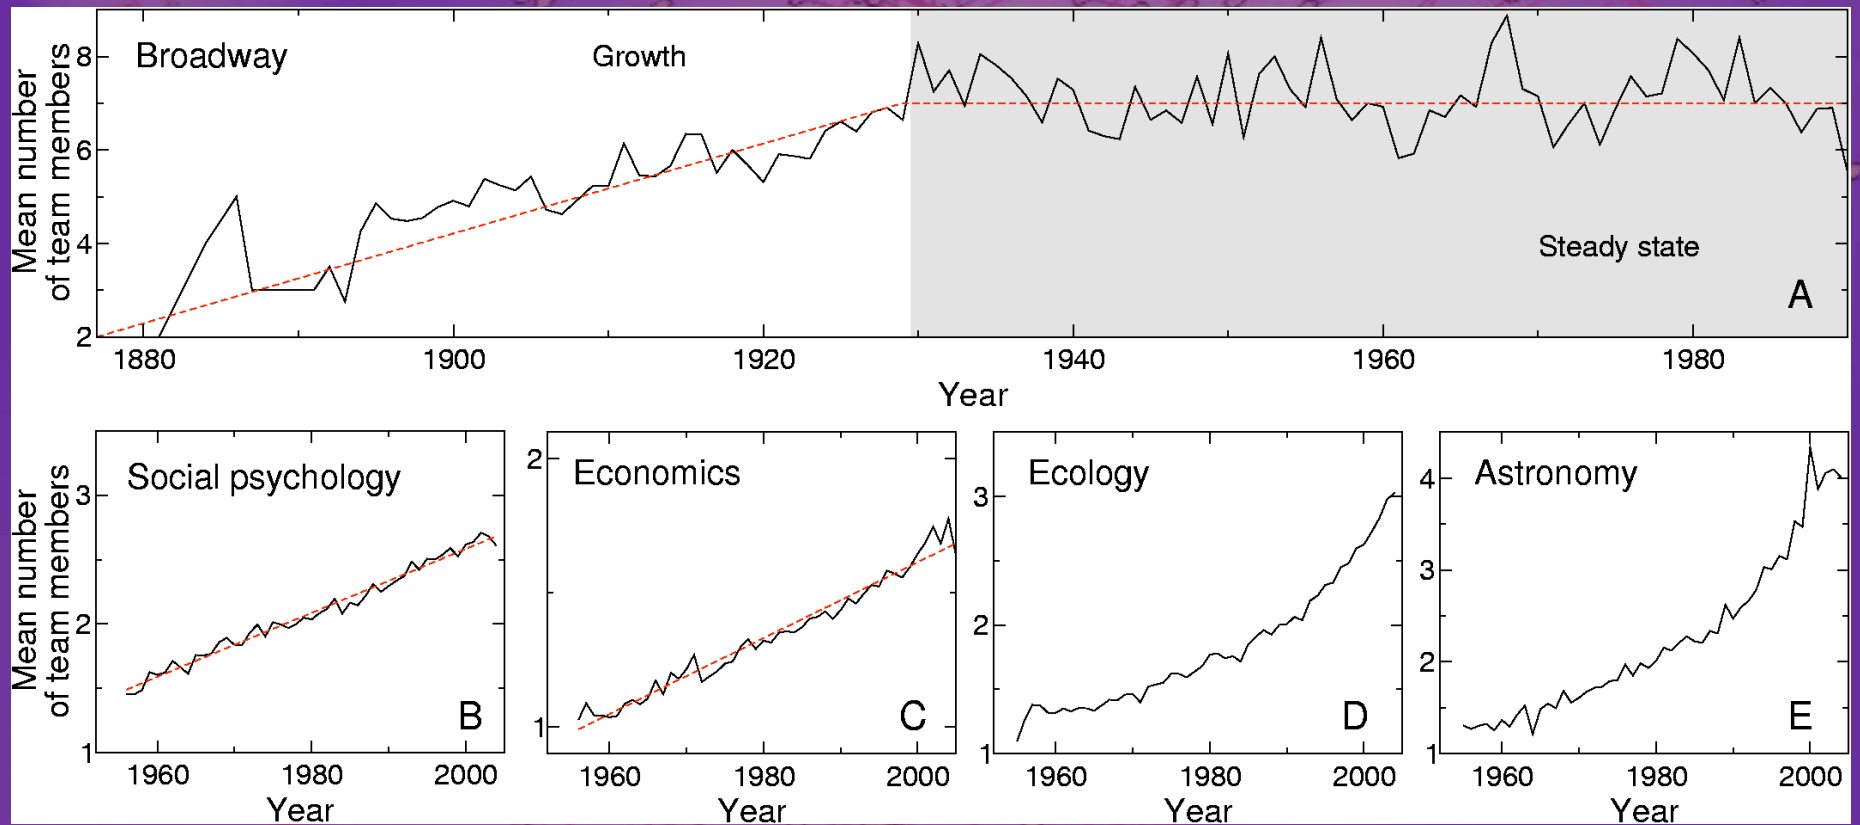 Broadway
Growth
Steady state
A
Mean number
of team members
8
6
4
2
1880
1900
1920
1940
1960
1980
Year
Social psychology
B
Mean number
of team members
3
2
1
1960
1980
2000
Year
Economics
C
2
1
1960
1980
2000
Year
Ecology
D
3
2
1
1960
1980
2000
Year
Astronomy
E
4
3
2
1
1960
1980
2000
Year